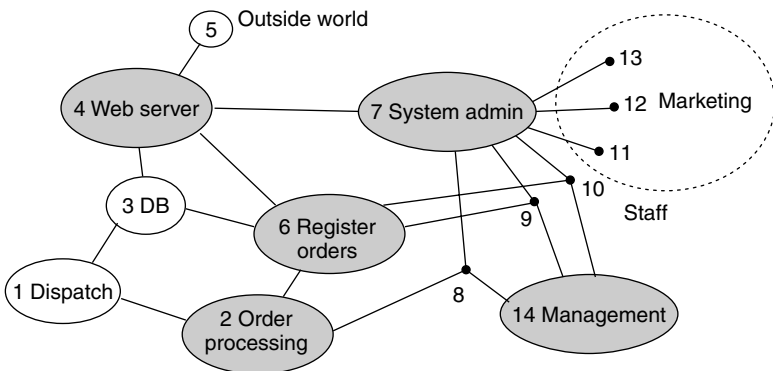 5 Outside world
4 Web server
7 System admin
13
12 Marketing
11
10
3 DB
6 Register
orders
9
Staff
1 Dispatch
2 Order
processing
8
14 Management